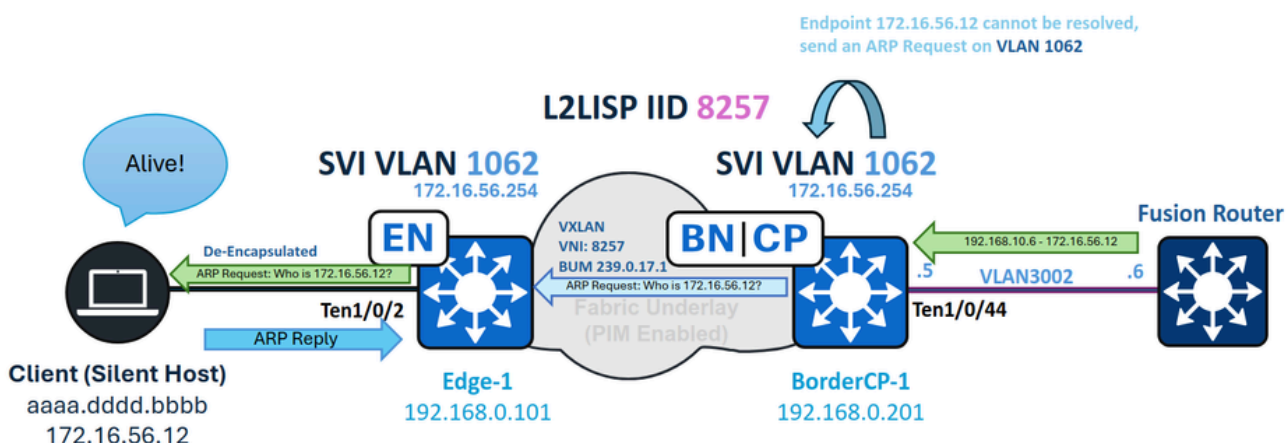 Endpoint 172.16.56.12 cannot be resolved,
send an ARP Request on VLAN 1062
L2LISP IID 8257
Alive!
SVI VLAN 1062
172.16.56.254
SVI VLAN 1062
172.16.56.254
Fusion Router
EN
VXLAN
VNI: 8257
BUM 239.0.17.1
BN|CP
De-Encapsulated
ARP Request: Who is 172.16.56.12?
ARP Request: Who is 172.16.56.12?
192.168.10.6 - 172.16.56.12
.5
VLAN3002
.6
Ten1/0/2
Fabric Underlay
(PIM Enabled)
Ten1/0/44
ARP Reply
Client (Silent Host)
aaaa.dddd.bbbb
172.16.56.12
Edge-1
192.168.0.101
BorderCP-1
192.168.0.201